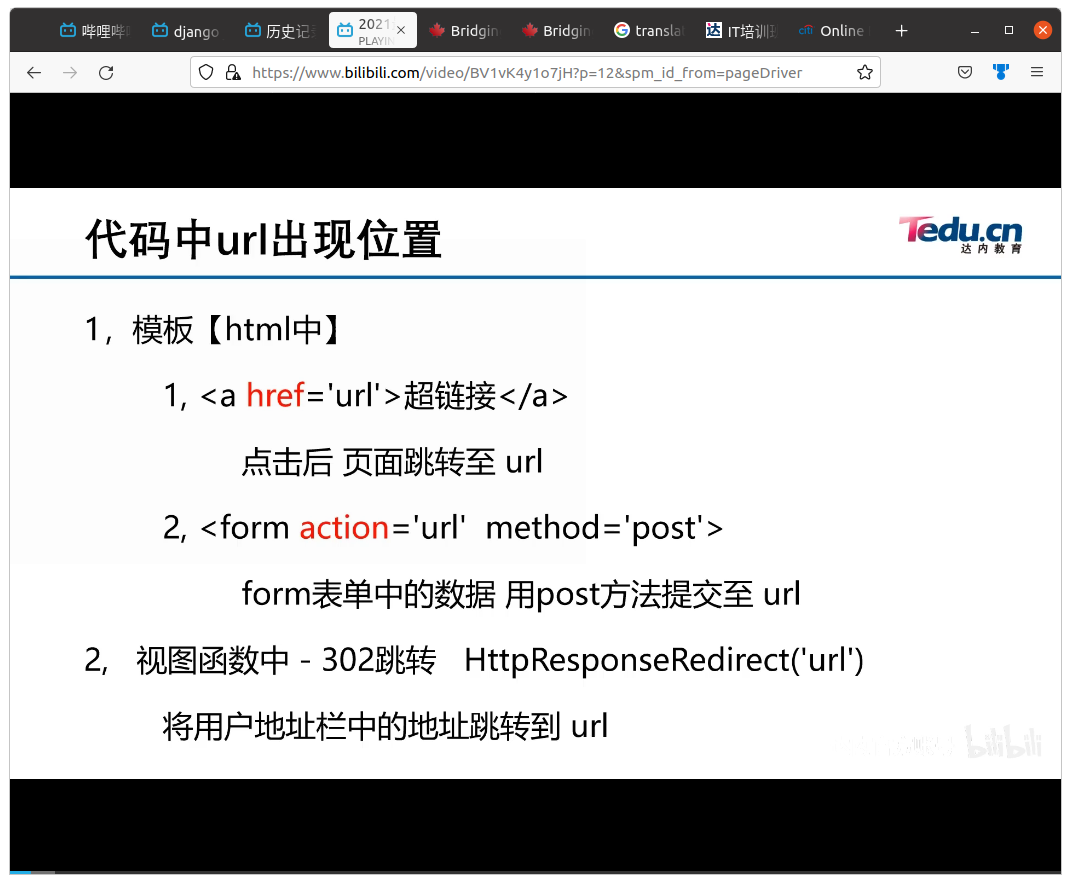 哔哩哔
django
历史记
2021
PLAYIN
Bridgin
Bridgin
translat
达
IT培训
citi
Online
https://www.bilibili.com/video/BV1vK4y1o7jH?p=12&spm_id_from=pageDriver
代码中url出现位置
Tedu.cn
达内教育
1，模板【html中】
1, <a href='url'>超链接</a>
点击后 页面跳转至 url
2, <form action='url' method='post'>
form表单中的数据 用post方法提交至 url
2, 视图函数中 - 302跳转 HttpResponseRedirect('url')
将用户地址栏中的地址跳转到 url
bilibili